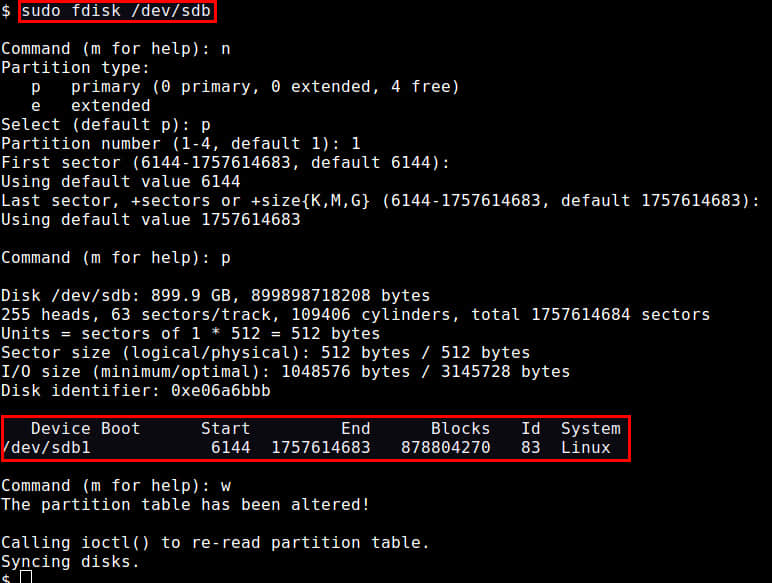 $ sudo fdisk /dev/sdb
Command (m for help): n
Partition type:
p   primary (0 primary, 0 extended, 4 free)
e   extended
Select (default p): p
Partition number (1-4, default 1): 1
First sector (6144-1757614683, default 6144):
Using default value 6144
Last sector, +sectors or +size{K,M,G} (6144-1757614683, default 1757614683):
Using default value 1757614683
Command (m for help): p
Disk /dev/sdb: 899.9 GB, 899898718208 bytes
255 heads, 63 sectors/track, 109406 cylinders, total 1757614684 sectors
Units = sectors of 1 * 512 = 512 bytes
Sector size (logical/physical): 512 bytes / 512 bytes
I/O size (minimum/optimal): 1048576 bytes / 3145728 bytes
Disk identifier: 0xe06a6bbb
Device Boot      Start         End      Blocks   Id  System
/dev/sdb1            6144  1757614683   878804270   83  Linux
Command (m for help): w
The partition table has been altered!
Calling ioctl() to re-read partition table.
Syncing disks.
$